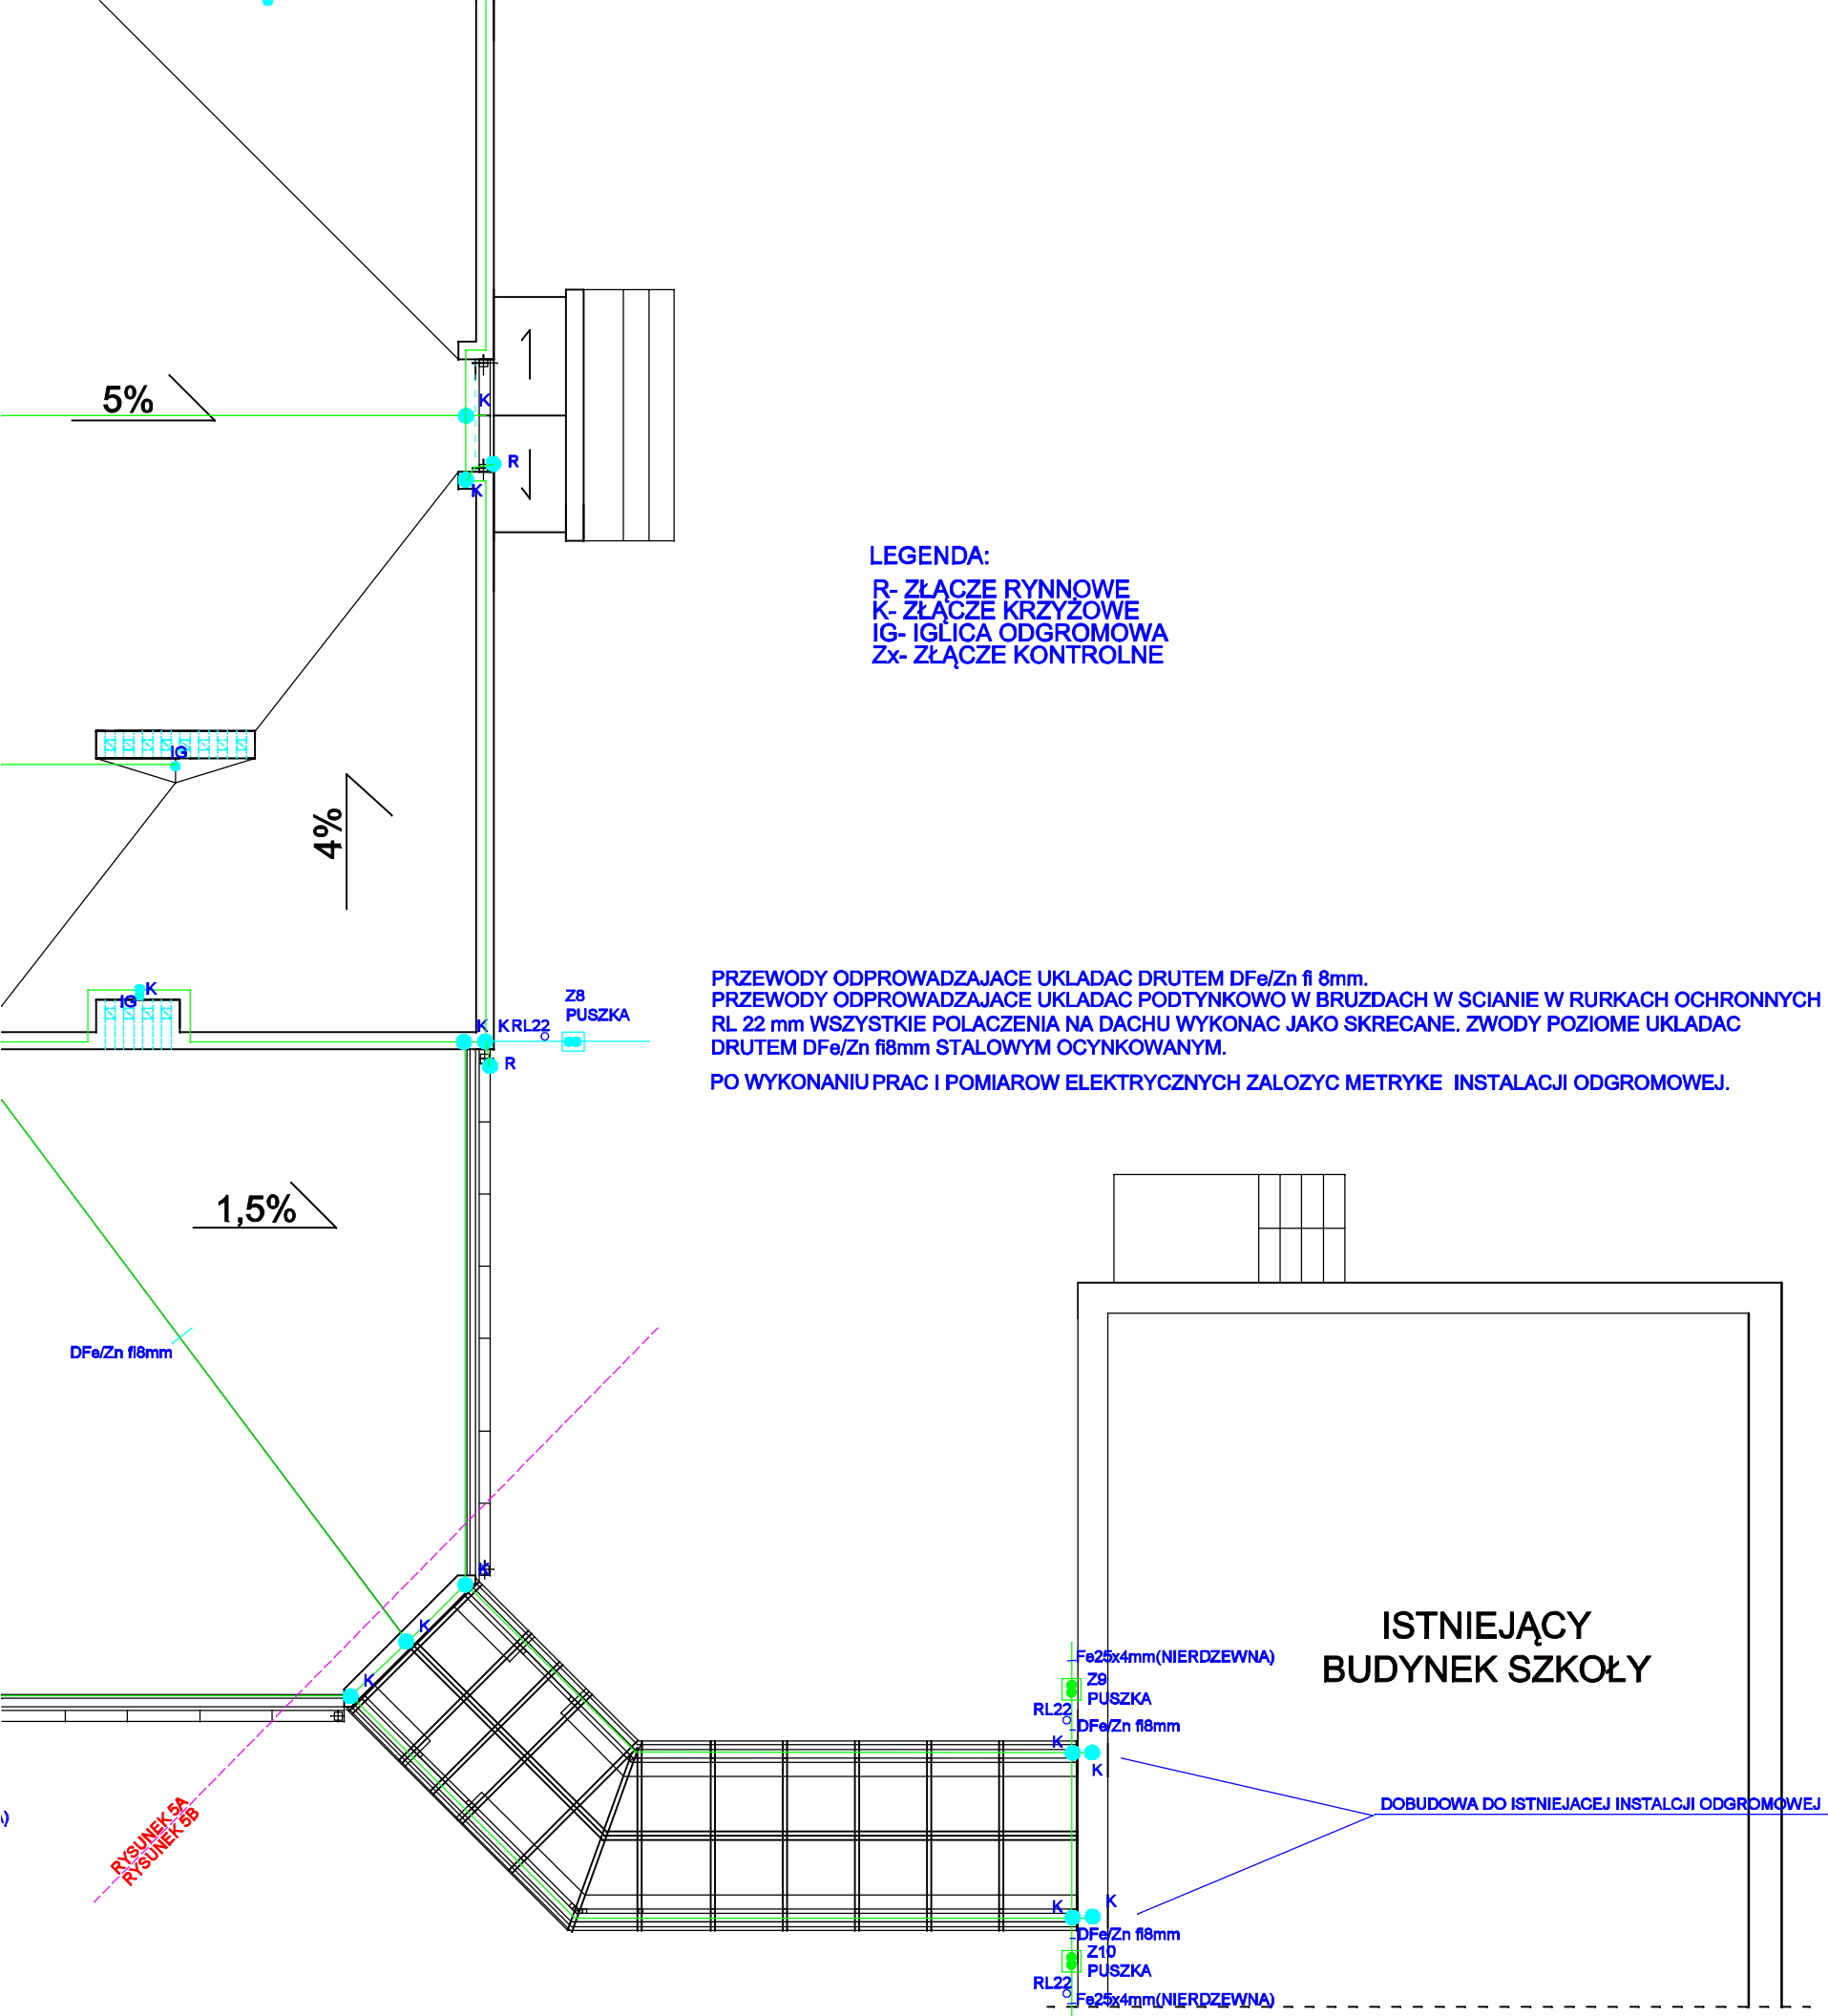 5%
K
R
K
LEGENDA:
R- ZŁĄCZE RYNNOWE
K- ZŁĄCZE KRZYŻOWE
IG- IGLICA ODGROMOWA
Zx- ZŁĄCZE KONTROLNE
IG
4%
K
IG
Z8
PUSZKA
K K RL22
R
PRZEWODY ODPROWADZAJACE UKLADAC DRUTEM DFe/Zn fi 8mm.
PRZEWODY ODPROWADZAJACE UKLADAC PODTYNKOWO W BRUZDACH W SCIANIE W RURKACH OCHRONNYCH
RL 22 mm WSZYSTKIE POLACZENIA NA DACHU WYKONAC JAKO SKRECANE. ZWODY POZIOME UKLADAC
DRUTEM DFe/Zn fi8mm STALOWYM OCYNKOWANYM.
PO WYKONANIU PRAC I POMIAROW ELEKTRYCZNYCH ZALOZYC METRYKE INSTALACJI ODGROMOWEJ.
1,5%
DFe/Zn fi8mm
K
K
K
ISTNIEJĄCY
BUDYNEK SZKOŁY
Fe25x4mm(NIERDZEWNA)
Z9
PUSZKA
RL22
DFe/Zn fi8mm
K
K
DOBUDOWA DO ISTNIEJACEJ INSTALCJI ODGROMOWEJ
RYSUNEK 5A
RYSUNEK 5B
K
K
DFe/Zn fi8mm
Z10
PUSZKA
RL22
Fe25x4mm(NIERDZEWNA)